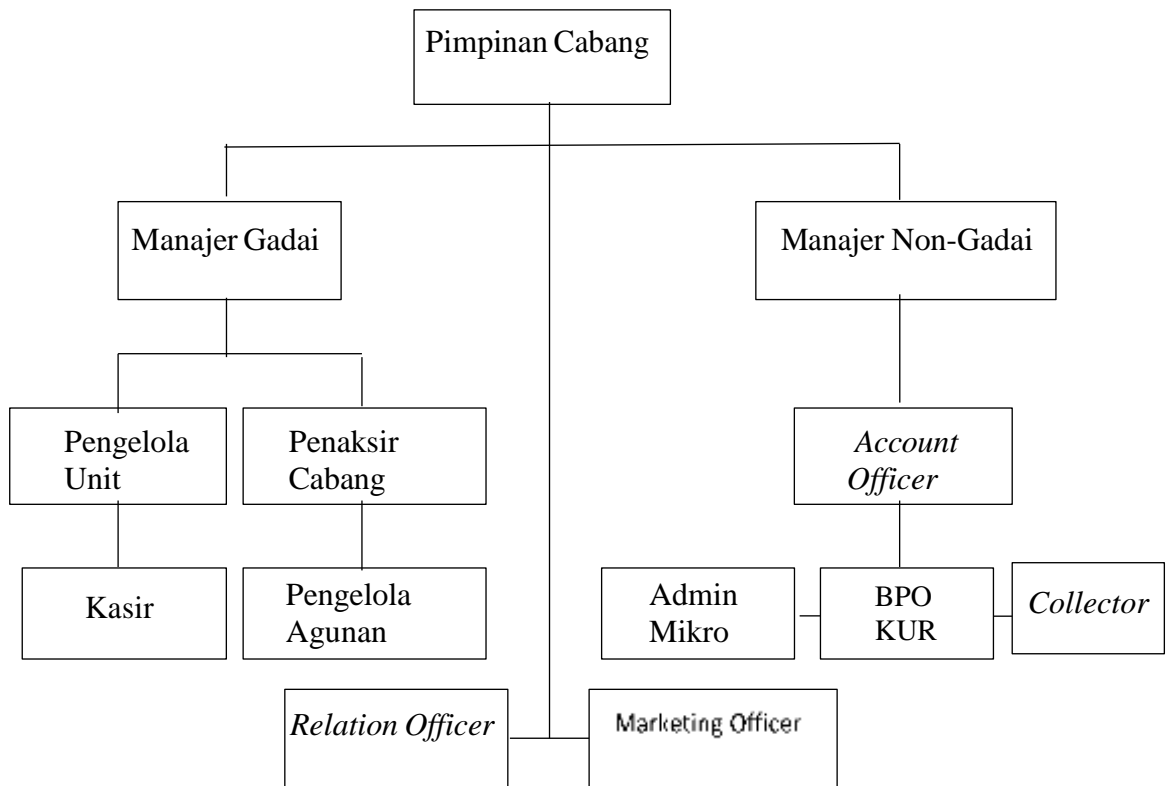 Pimpinan Cabang
Manajer Gadai
Manajer Non-Gadai
Pengelola
Unit
Penaksir
Cabang
Account
Officer
Kasir
Pengelola
Agunan
Admin
Mikro
BPO
KUR
Collector
Relation Officer
Marketing Officer